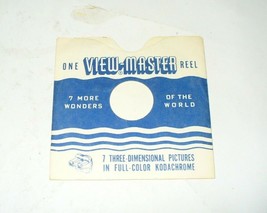 ONE VIEW-MASTER REEL
7 MORE WONDERS OF THE WORLD
7 THREE-DIMENSIONAL PICTURES
IN FULL-COLOR KODACHROME